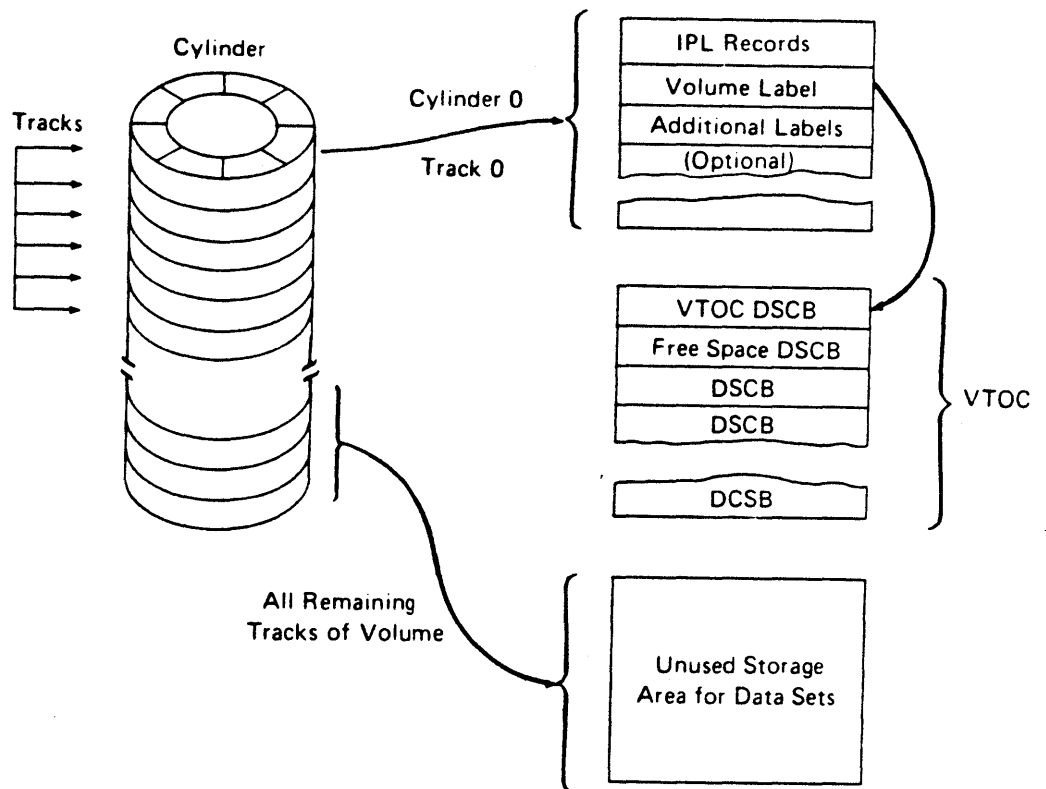 Cylinder
Tracks
Cylinder 0
Track 0
IPL Records
Volume Label
Additional Labels
(Optional)
VTOC DSCB
Free Space DSCB
DSCB
DSCB
DCSB
VTOC
All Remaining
Tracks of Volume
Unused Storage
Area for Data Sets